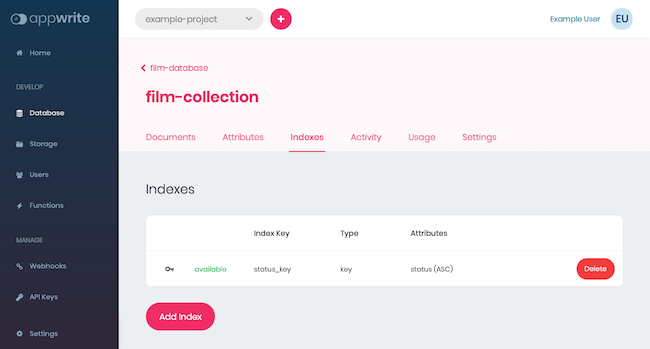 appwrite
example-project
+
Example User
EU
Home
film-database
DEVELOP
film-collection
Database
Documents Attributes Indexes Activity Usage Settings
Storage
Users
Indexes
Functions
Index Key Type Attributes
MANAGE
Webhooks
available status_key key status (ASC) Delete
API Keys
Add Index
Settings